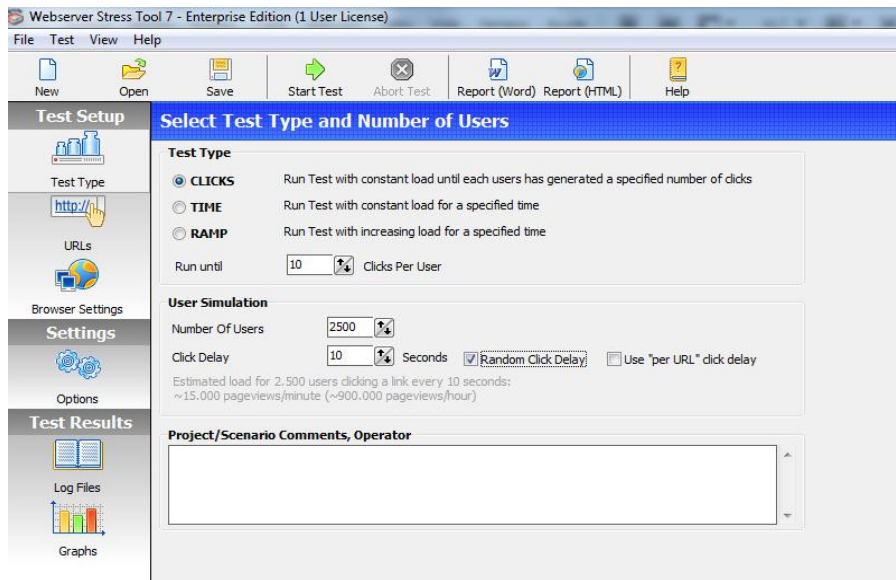 Webserver Stress Tool 7 - Enterprise Edition (1 User License)
File Test View Help
New Open Save Start Test Abort Test Report (Word) Report (HTML) Help
Test Setup
Test Type
http://
URLs
Browser Settings
Settings
Options
Test Results
Log Files
Graphs
Select Test Type and Number of Users
Test Type
CLICKS Run Test with constant load until each users has generated a specified number of clicks
TIME Run Test with constant load for a specified time
RAMP Run Test with increasing load for a specified time
Run until 10 Clicks Per User
User Simulation
Number Of Users 2500
Click Delay 10 Seconds Random Click Delay Use "per URL" click delay
Estimated load for 2.500 users clicking a link every 10 seconds:
~15.000 pageviews/minute (~900.000 pageviews/hour)
Project/Scenario Comments, Operator